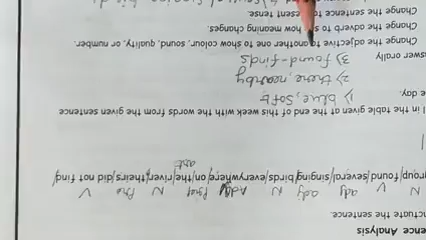 ence Analysis
nctuate the sentence.
N V adj adj N Adv Prep N Pro V
group/found/several/singing birds/everywhere/on/the/river/theirs/did not find/
art
l in the table given at the end of this week with the words from the given sentence
e day.
1) blue, soft
2) there, nearby
swer orally 3) found-finds
Change the adjective to another one to show colour, sound, quality, or number.
Change the adverb to meaning changes.
Change the sentence to present tense.